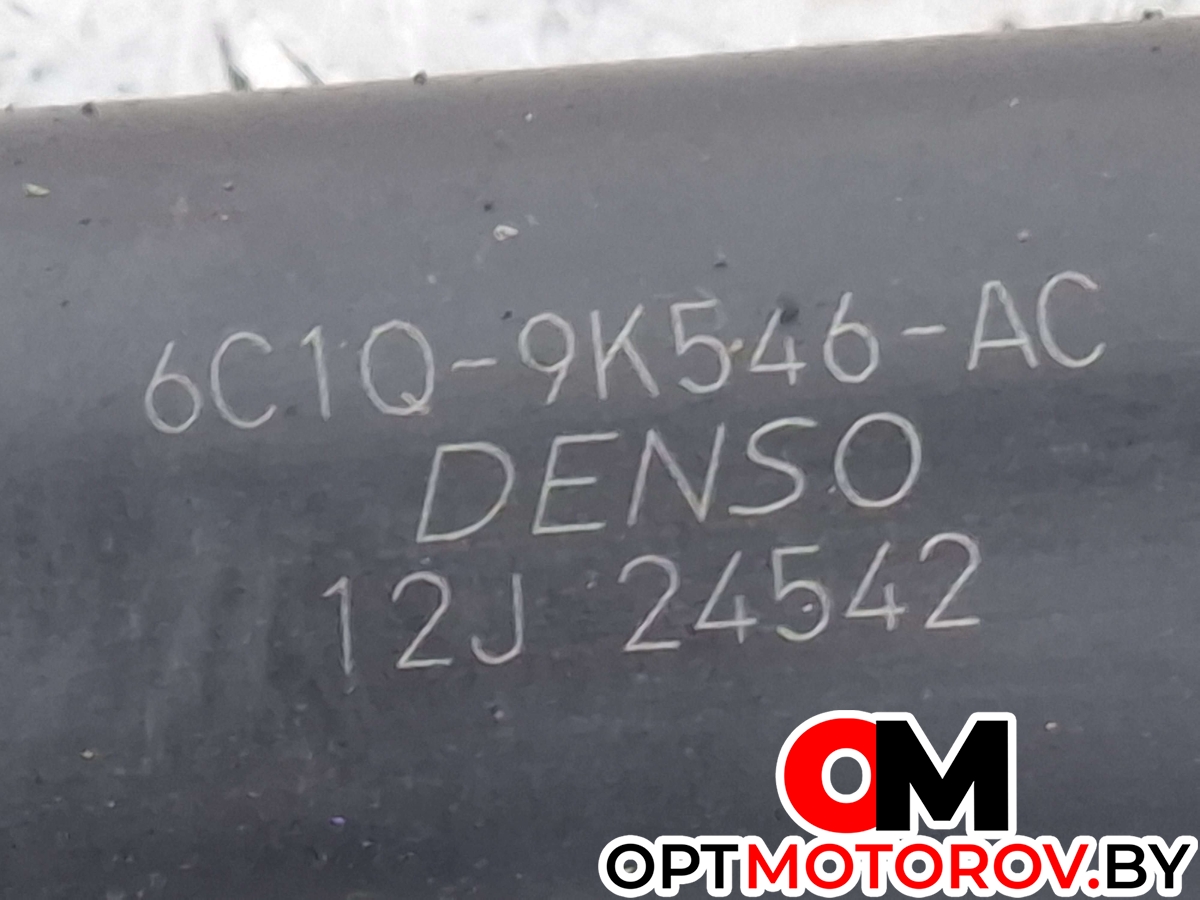 6C1Q-9K546-AC
DENSO
12J 24542
OM
OPTMOTOROV.BY